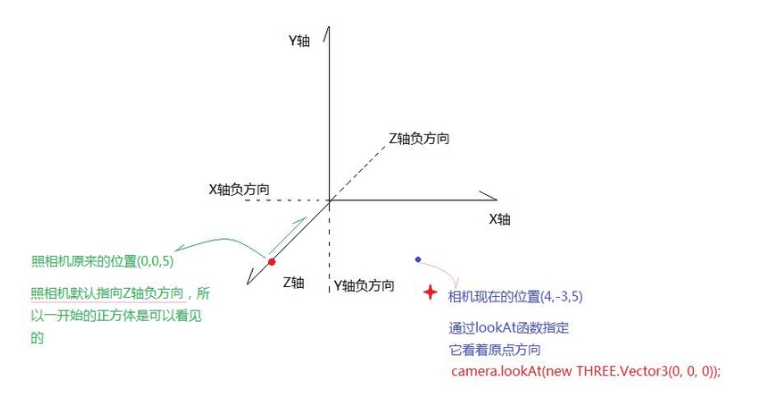 Y轴
Z轴负方向
X轴负方向
X轴
照相机原来的位置(0,0,5)
Z轴
Y轴负方向
照相机默认指向Z轴负方向，所
以一开始的正方体是可以看见
的
相机现在的位置(4,-3,5)
通过lookAt函数指定
它看着原点方向
camera.lookAt(new THREE.Vector3(0, 0, 0));